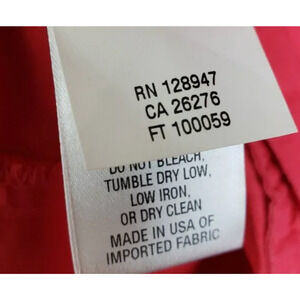 RN 128947
CA 26276
FT 100059
DO NOT BLEACH,
TUMBLE DRY LOW,
LOW IRON,
OR DRY CLEAN
MADE IN USA OF
IMPORTED FABRIC